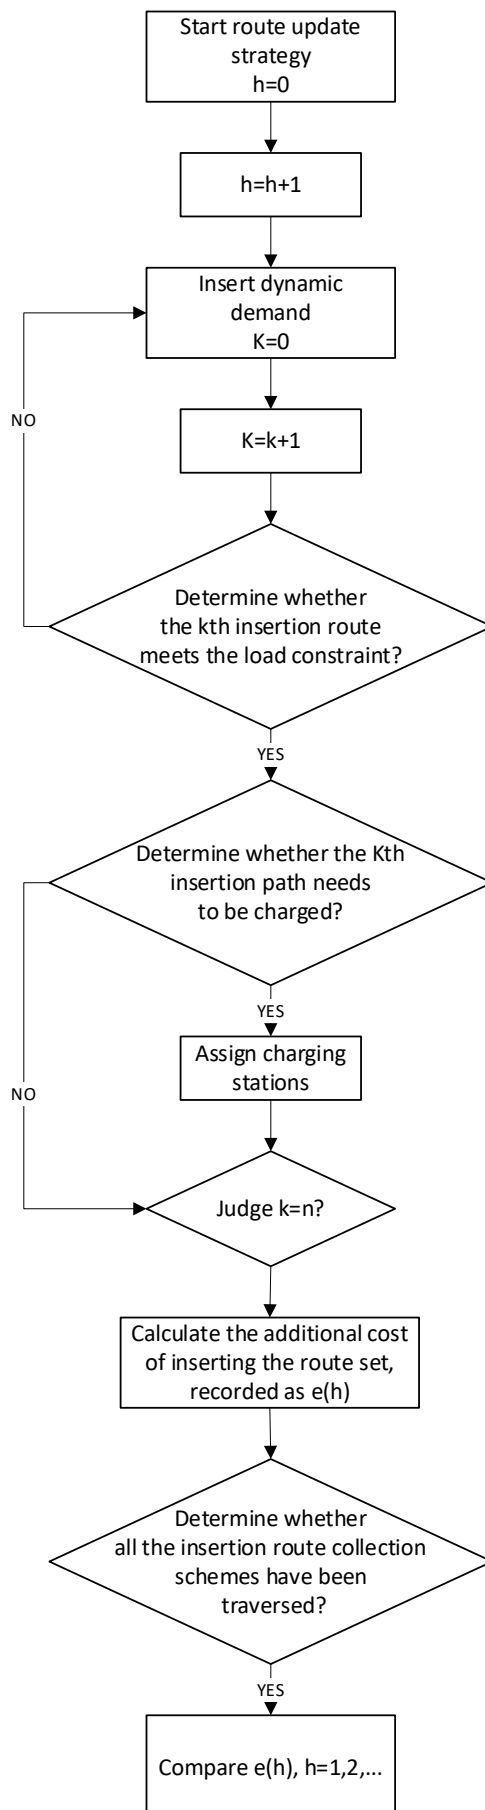 Start route update
strategy
h=0
h=h+1
Insert dynamic
demand
K=0
NO
K=k+1
Determine whether
the kth insertion route
meets the load constraint?
YES
Determine whether the Kth
insertion path needs
to be charged?
YES
Assign charging
stations
NO
Judge k=n?
Calculate the additional cost
of inserting the route set,
recorded as e(h)
Determine whether
all the insertion route collection
schemes have been
traversed?
YES
Compare e(h), h=1,2,...